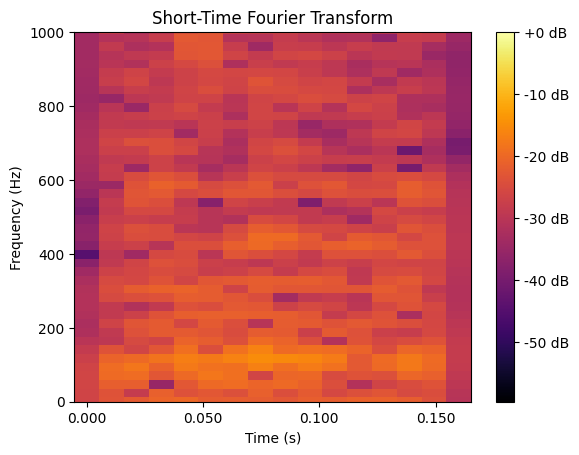 Short-Time Fourier Transform
1000
800
600
400
200
0
Frequency (Hz)
0.000
0.050
0.100
0.150
Time (s)
+0 dB
-10 dB
-20 dB
-30 dB
-40 dB
-50 dB